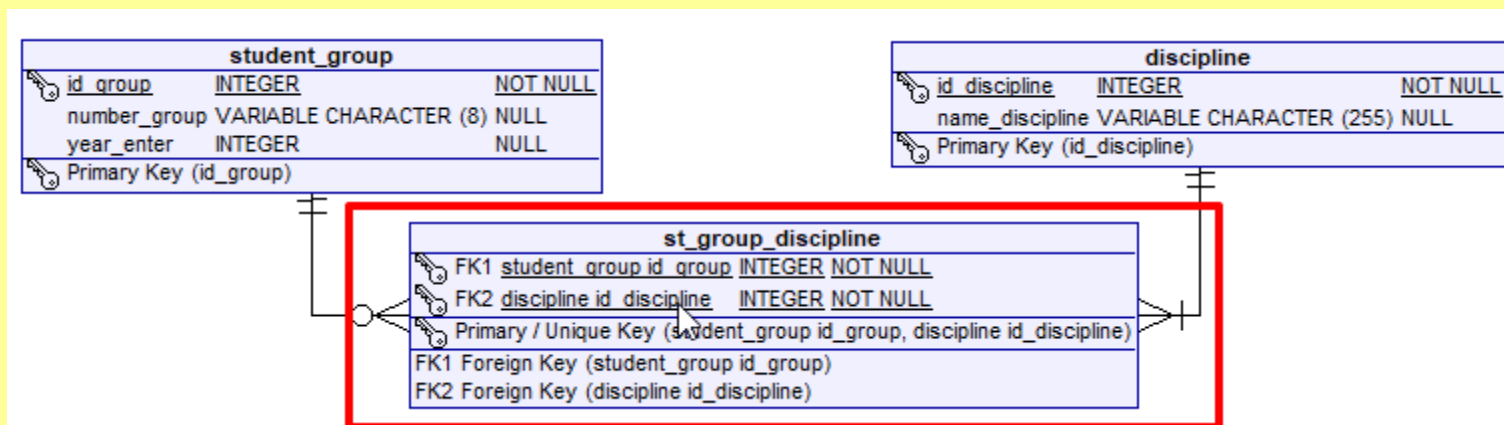 student_group
id_group INTEGER NOT NULL
number_group VARIABLE CHARACTER (8) NULL
year_enter INTEGER NULL
Primary Key (id_group)
discipline
id_discipline INTEGER NOT NULL
name_discipline VARIABLE CHARACTER (255) NULL
Primary Key (id_discipline)
st_group_discipline
FK1 student_group id_group INTEGER NOT NULL
FK2 discipline id_discipline INTEGER NOT NULL
Primary / Unique Key (student_group id_group, discipline id_discipline)
FK1 Foreign Key (student_group id_group)
FK2 Foreign Key (discipline id_discipline)